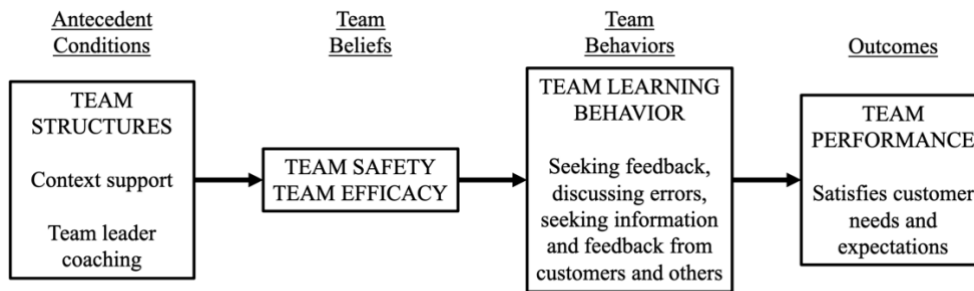 Antecedent
Conditions
Team
Beliefs
Team
Behaviors
Outcomes
TEAM
STRUCTURES
Context support
Team leader
coaching
TEAM SAFETY
TEAM EFFICACY
TEAM LEARNING
BEHAVIOR
Seeking feedback,
discussing errors,
seeking information
and feedback from
customers and others
TEAM
PERFORMANCE
Satisfies customer
needs and
expectations